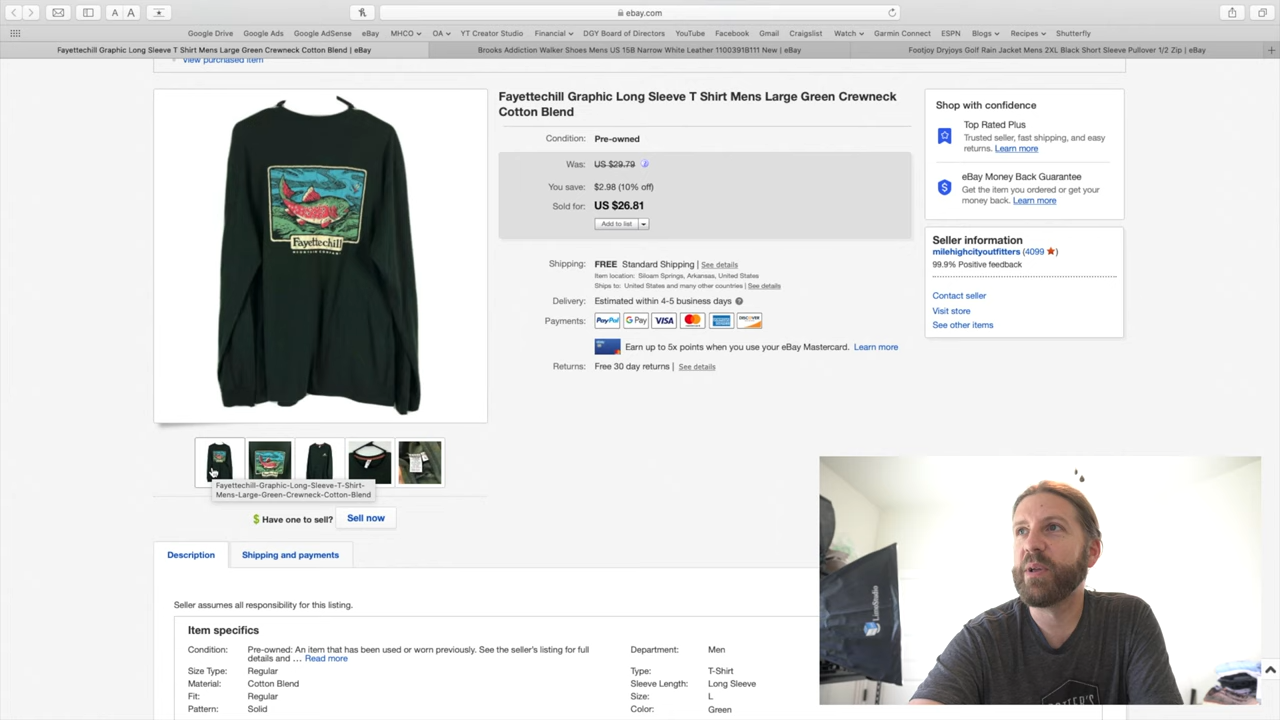 ebay.com
Google Drive Google Ads Google AdSense eBay MHCO OA YT Creator Studio Financial DGY Board of Directors YouTube Facebook Gmail Craigslist Watch Garmin Connect ESPN Blogs Recipes Shutterfly
Fayettechill Graphic Long Sleeve T Shirt Mens Large Green Crewneck Cotton Blend | eBay
Brooks Addiction Walker Shoes Mens US 15B Narrow White Leather 1100391B111 New | eBay
Footjoy Dryjoys Golf Rain Jacket Mens 2XL Black Short Sleeve Pullover 1/2 Zip | eBay
View purchased item
Fayettechill
Fayettechill-Graphic-Long-Sleeve-T-Shirt-
Mens-Large-Green-Crewneck-Cotton-Blend
$ Have one to sell? Sell now
Fayettechill Graphic Long Sleeve T Shirt Mens Large Green Crewneck
Cotton Blend
Condition: Pre-owned
Was: US $29.79
You save: $2.98 (10% off)
Sold for: US $26.81
Add to list
Shipping: FREE Standard Shipping | See details
Item location: Siloam Springs, Arkansas, United States
Ships to: United States and many other countries | See details
Delivery: Estimated within 4-5 business days
Payments: PayPal G Pay VISA
Earn up to 5x points when you use your eBay Mastercard. Learn more
Returns: Free 30 day returns | See details
Shop with confidence
Top Rated Plus
Trusted seller, fast shipping, and easy
returns. Learn more
eBay Money Back Guarantee
Get the item you ordered or get your
money back. Learn more
Seller information
milehighcityoutfitters (4099)
99.9% Positive feedback
Contact seller
Visit store
See other items
Description Shipping and payments
Seller assumes all responsibility for this listing.
Item specifics
Condition: Pre-owned: An item that has been used or worn previously. See the seller's listing for full
details and ... Read more
Size Type: Regular
Material: Cotton Blend
Fit: Regular
Pattern: Solid
Department: Men
Type: T-Shirt
Sleeve Length: Long Sleeve
Size: L
Color: Green
LimoStudio